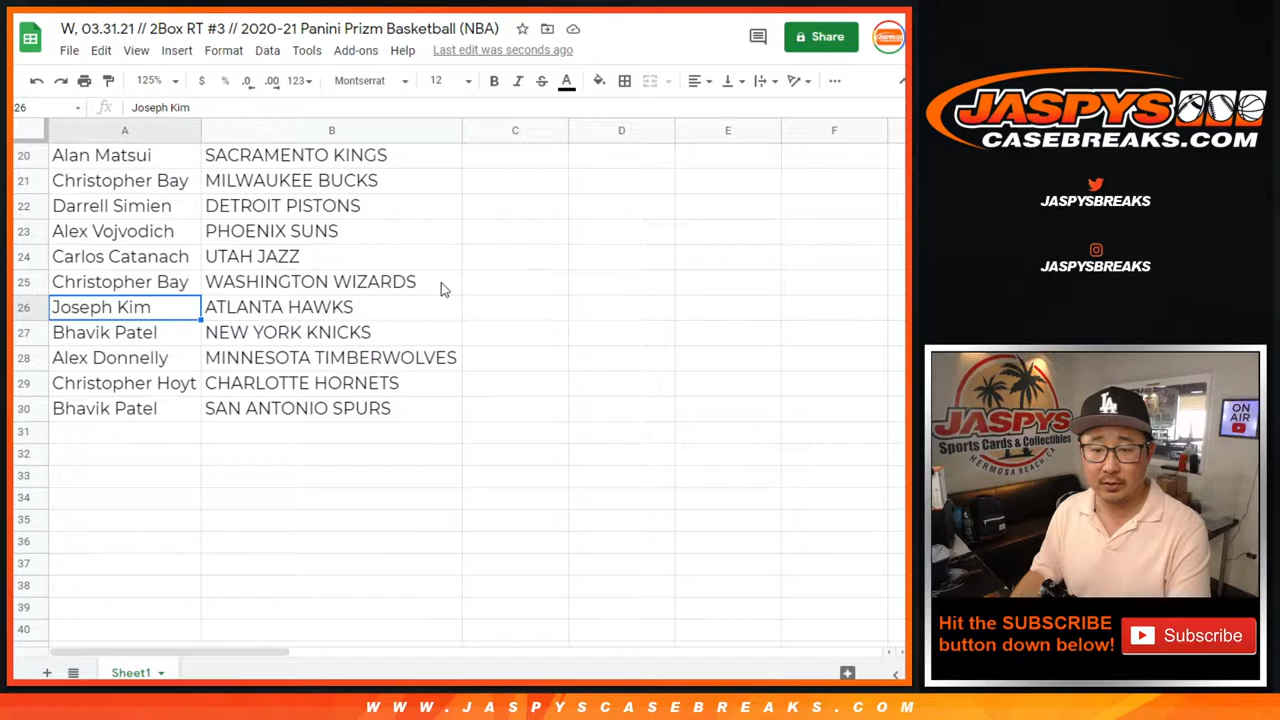 W, 03.31.21 // 2Box RT #3 // 2020-21 Panini Prizm Basketball (NBA)
File Edit View Insert Format Data Tools Add-ons Help Last edit was seconds ago
Share
125% $ % .0 .00 123 Montserrat 12 B I S A
26 fx Joseph Kim
A B C D E F
20 Alan Matsui SACRAMENTO KINGS
21 Christopher Bay MILWAUKEE BUCKS
22 Darrell Simien DETROIT PISTONS
23 Alex Vojvodich PHOENIX SUNS
24 Carlos Catanach UTAH JAZZ
25 Christopher Bay WASHINGTON WIZARDS
26 Joseph Kim ATLANTA HAWKS
27 Bhavik Patel NEW YORK KNICKS
28 Alex Donnelly MINNESOTA TIMBERWOLVES
29 Christopher Hoyt CHARLOTTE HORNETS
30 Bhavik Patel SAN ANTONIO SPURS
31
32
33
34
35
36
37
38
39
40
Sheet1
JASPYS
CASEBREAKS.COM
JASPYSBREAKS
JASPYSBREAKS
JASPYS
Sports Cards & Collectibles
HERMOSA BEACH, CA
LA
ON AIR
Hit the SUBSCRIBE
button down below!
Subscribe
WWW.JASPYSCASEBREAKS.COM